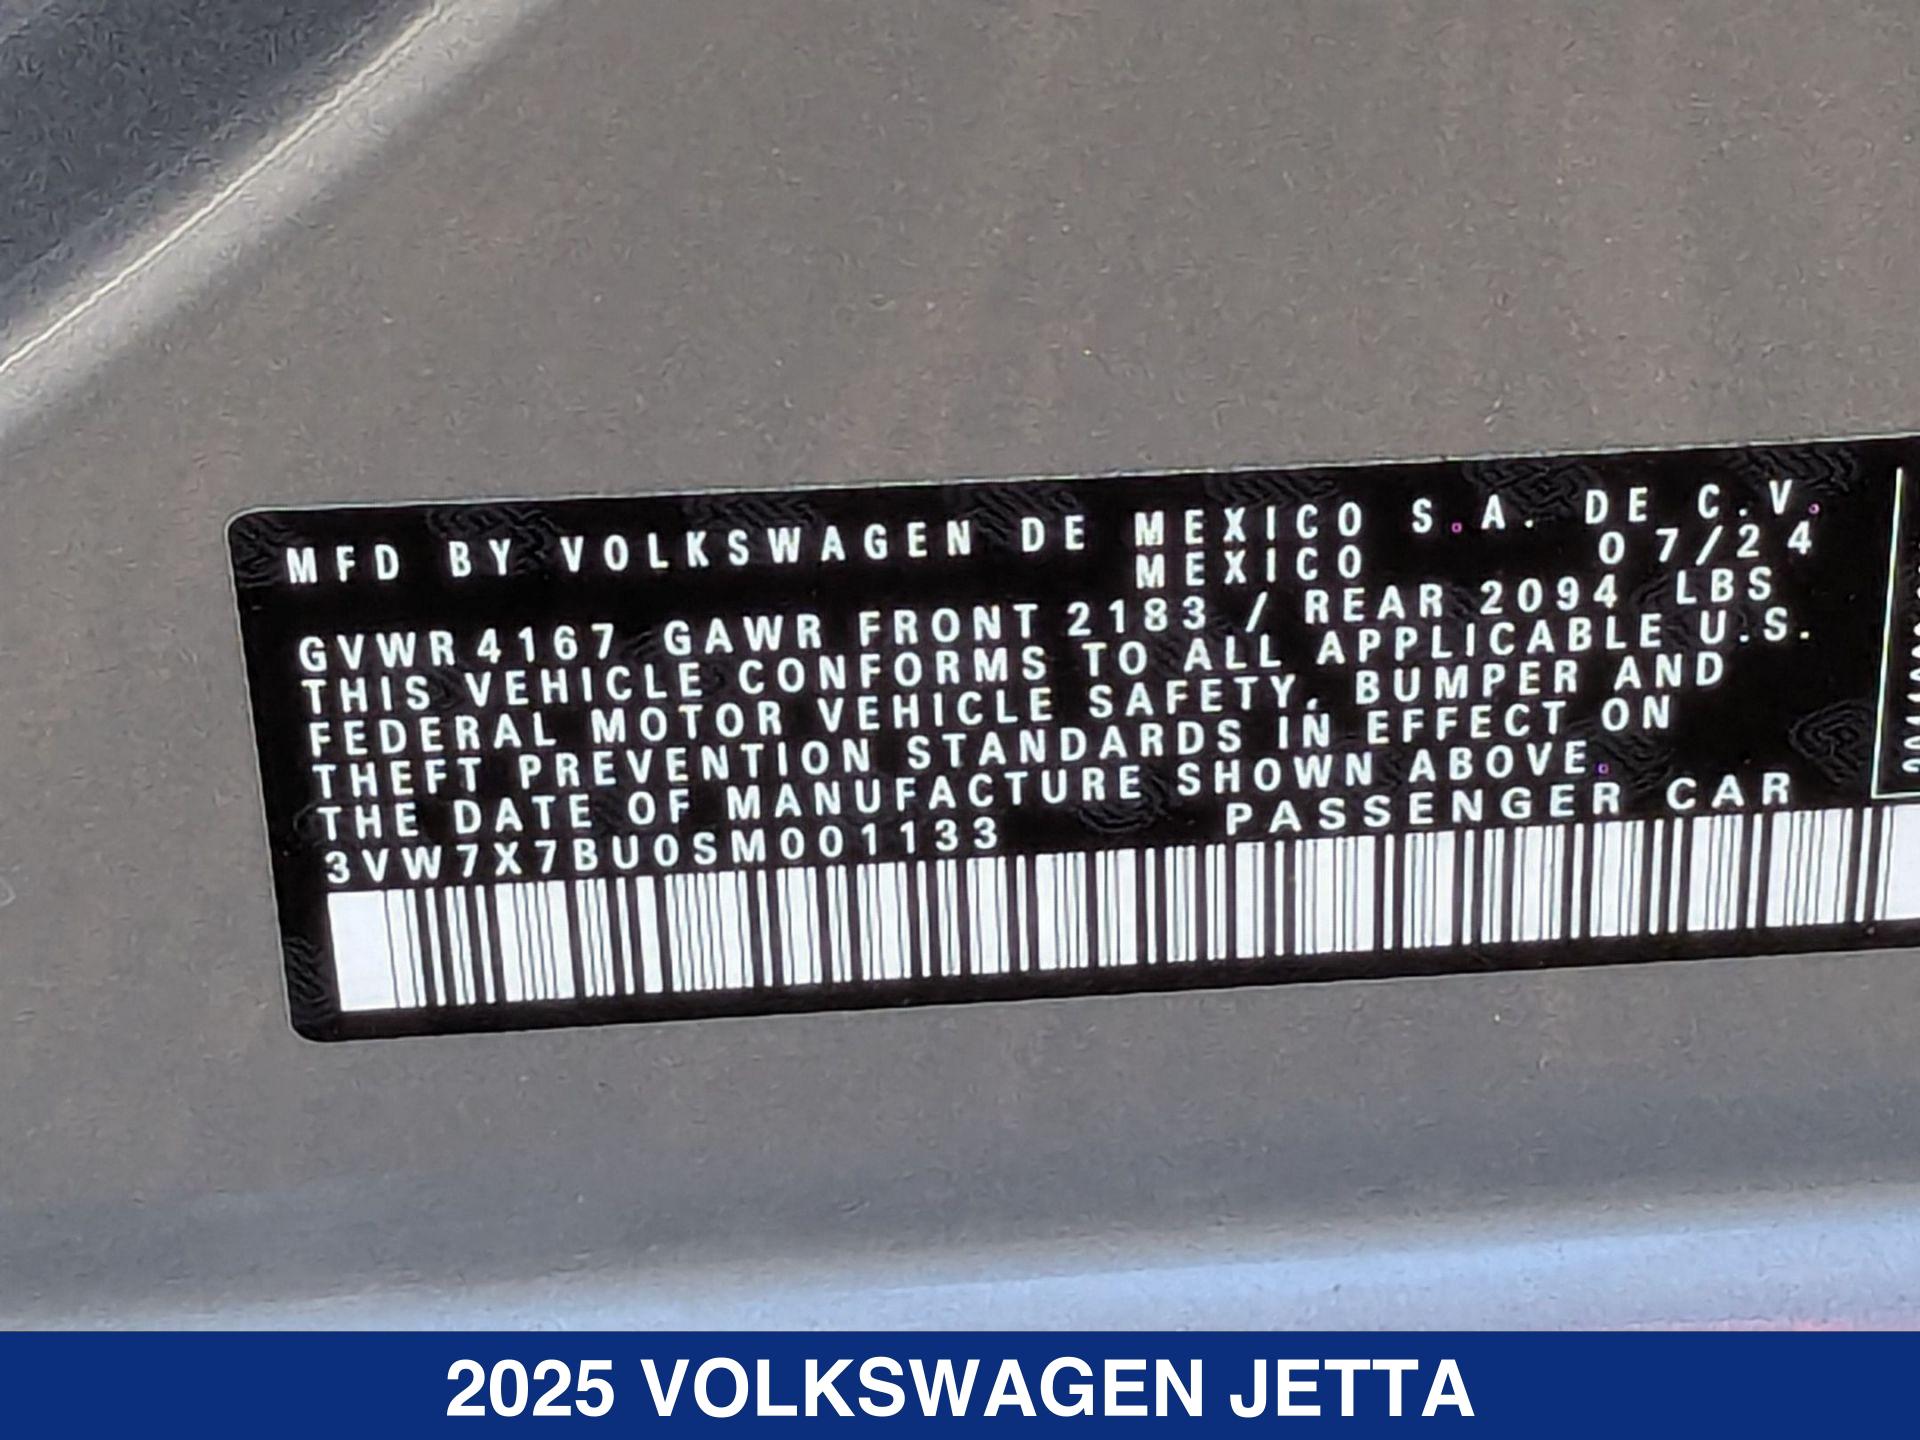 MFD BY VOLKSWAGEN DE MEXICO S.A. DE C.V.
MEXICO 07/24
GVWR 4167 GAWR FRONT 2183 / REAR 2094 LBS
THIS VEHICLE CONFORMS TO ALL APPLICABLE U.S.
FEDERAL MOTOR VEHICLE SAFETY, BUMPER AND
THEFT PREVENTION STANDARDS IN EFFECT ON
THE DATE OF MANUFACTURE SHOWN ABOVE.
3VW7X7BU0SM001133 PASSENGER CAR
2025 VOLKSWAGEN JETTA